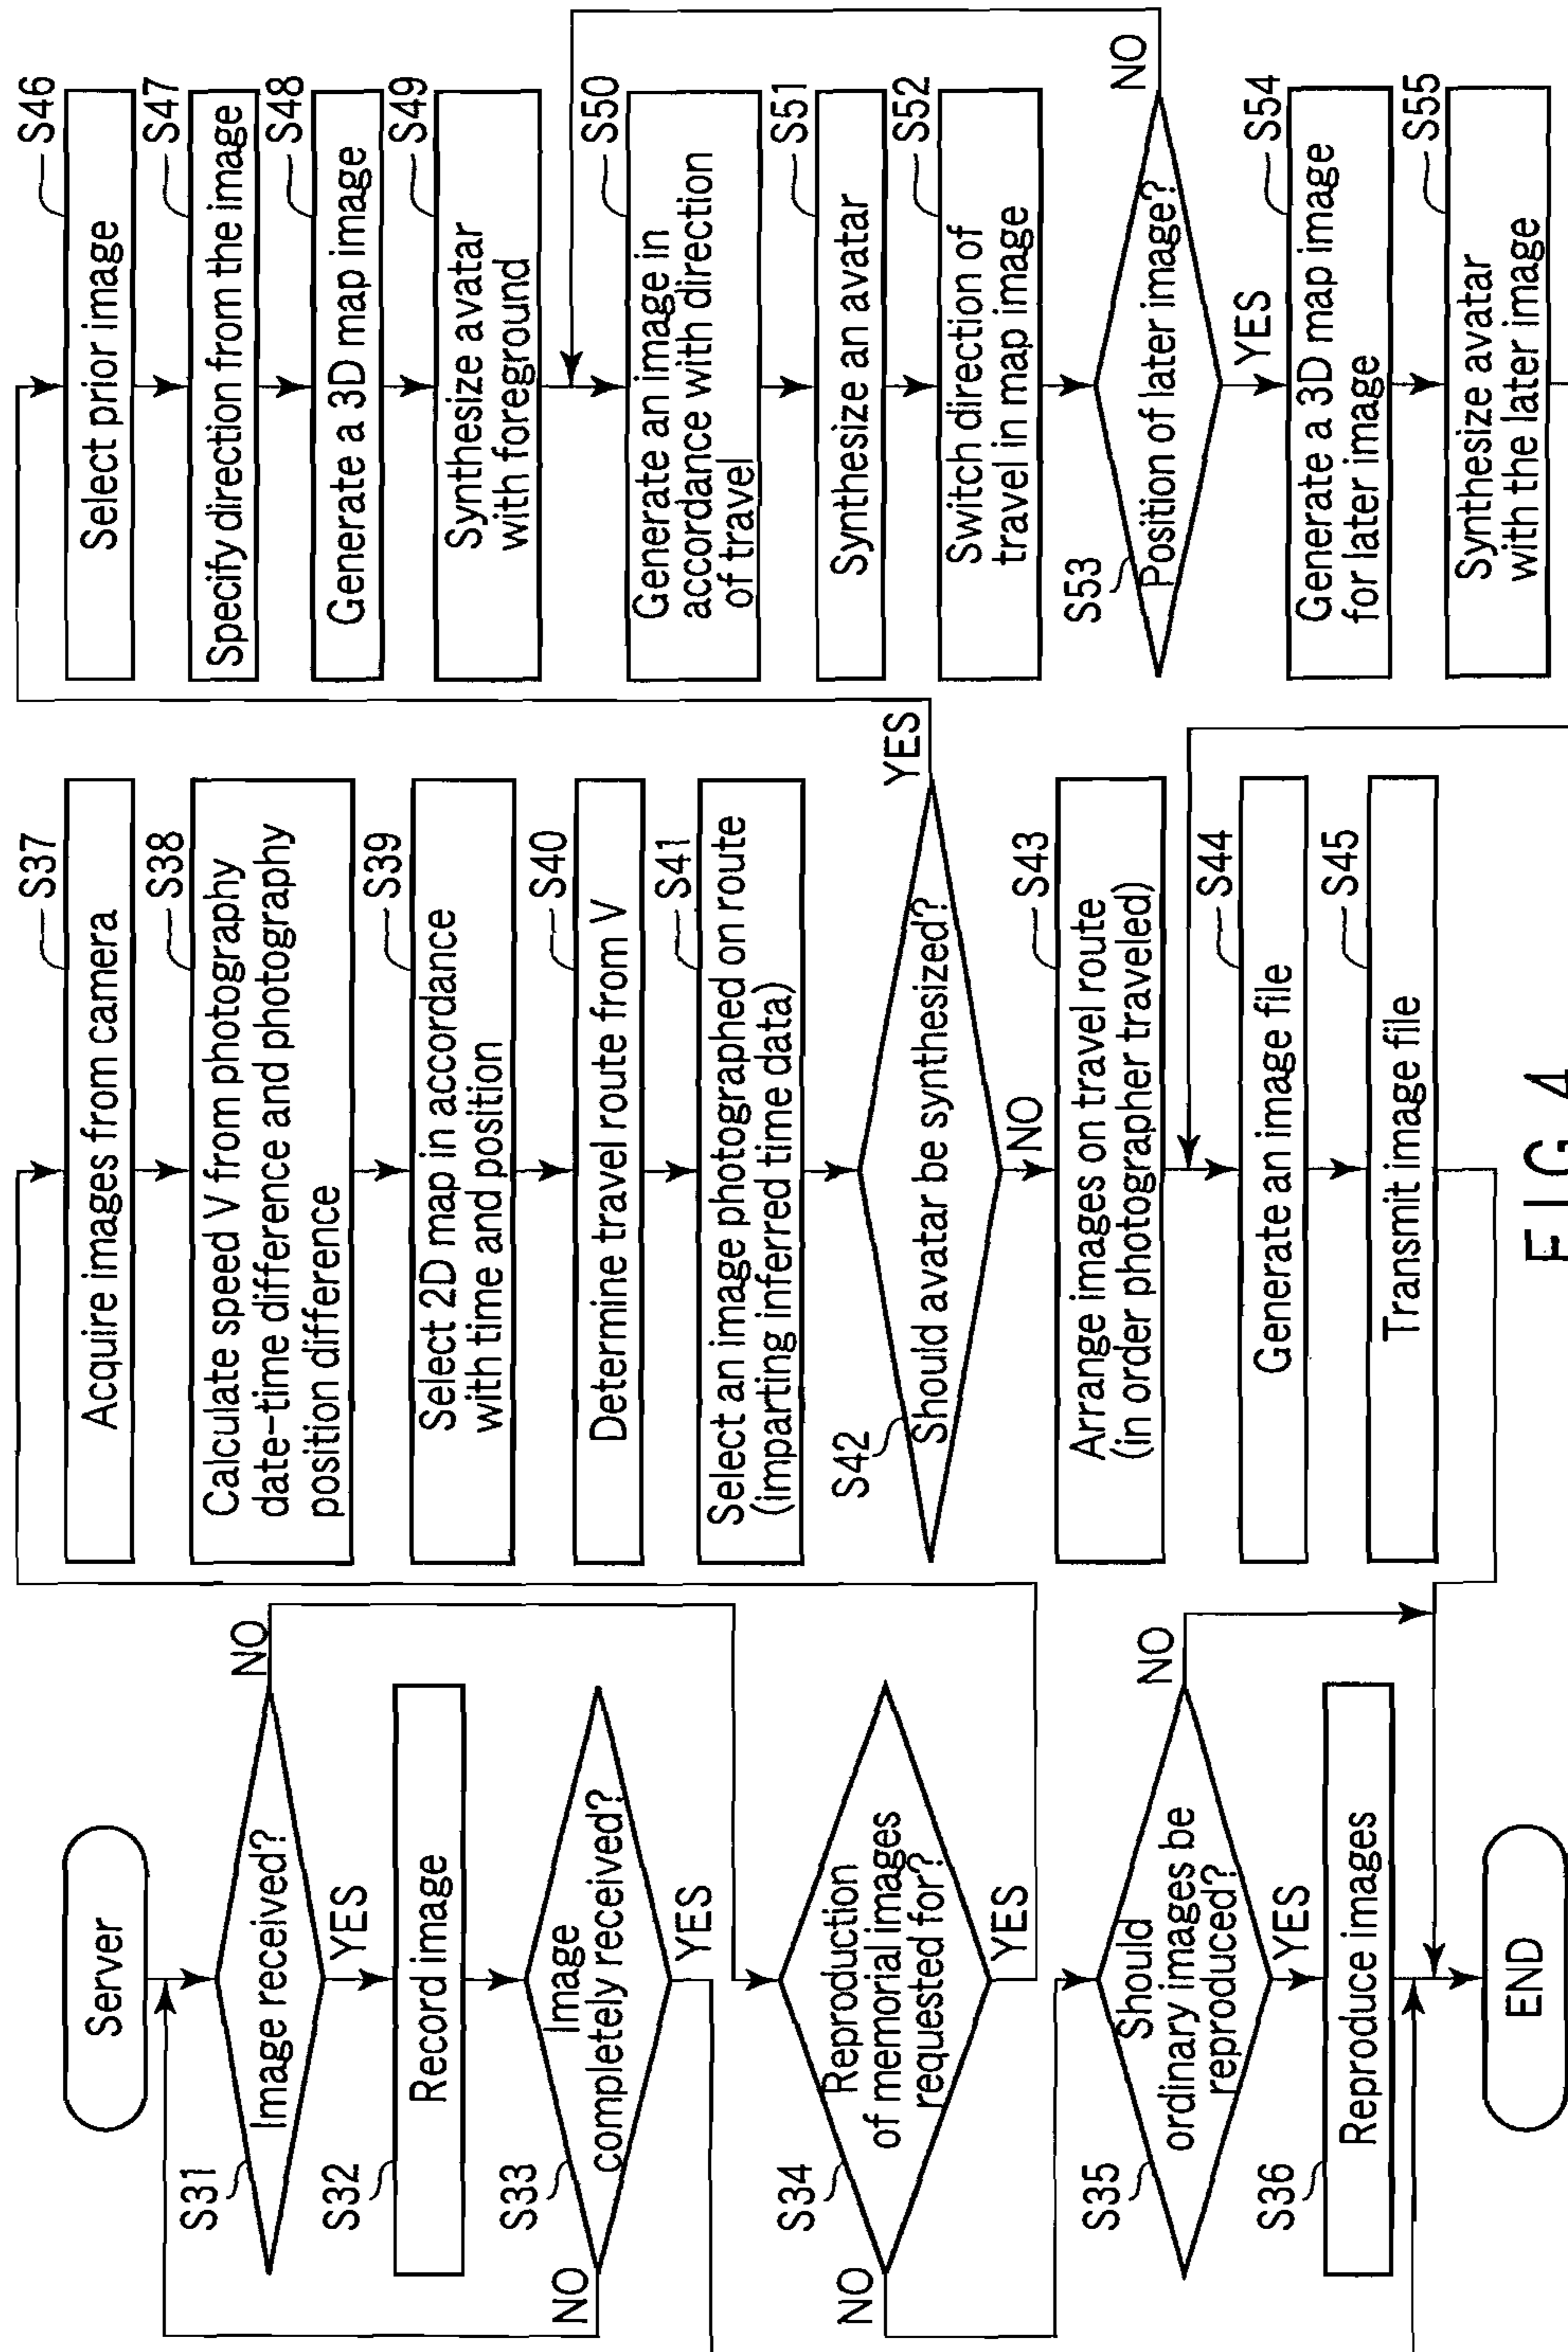 Server
S31
Image received?
NO
YES
S32
Record image
S33
Image
completely received?
NO
YES
S34
Reproduction
of memorial images
requested for?
NO
YES
S35
Should
ordinary images be
reproduced?
NO
YES
S36
Reproduce images
END
S37
Acquire images from camera
S38
Calculate speed V from photography
date-time difference and photography
position difference
S39
Select 2D map in accordance
with time and position
S40
Determine travel route from V
S41
Select an image photographed on route
(imparting inferred time data)
S42
Should avatar be synthesized?
YES
NO
S43
Arrange images on travel route
(in order photographer traveled)
S44
Generate an image file
S45
Transmit image file
S46
Select prior image
S47
Specify direction from the image
S48
Generate a 3D map image
S49
Synthesize avatar
with foreground
S50
Generate an image in
accordance with direction
of travel
S51
Synthesize an avatar
S52
Switch direction of
travel in map image
S53
Position of later image?
NO
YES
S54
Generate a 3D map image
for later image
S55
Synthesize avatar
with the later image
FIG. 4